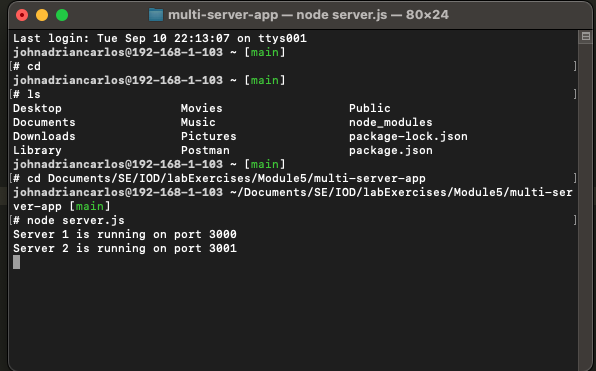 multi-server-app — node server.js — 80×24
Last login: Tue Sep 10 22:13:07 on ttys001
johnadriancarlos@192-168-1-103 ~ [main]
[# cd ]
johnadriancarlos@192-168-1-103 ~ [main]
[# ls ]
Desktop Movies Public
Documents Music node_modules
Downloads Pictures package-lock.json
Library Postman package.json
johnadriancarlos@192-168-1-103 ~ [main]
[# cd Documents/SE/IOD/labExercises/Module5/multi-server-app ]
johnadriancarlos@192-168-1-103 ~/Documents/SE/IOD/labExercises/Module5/multi-ser
ver-app [main]
[# node server.js ]
Server 1 is running on port 3000
Server 2 is running on port 3001